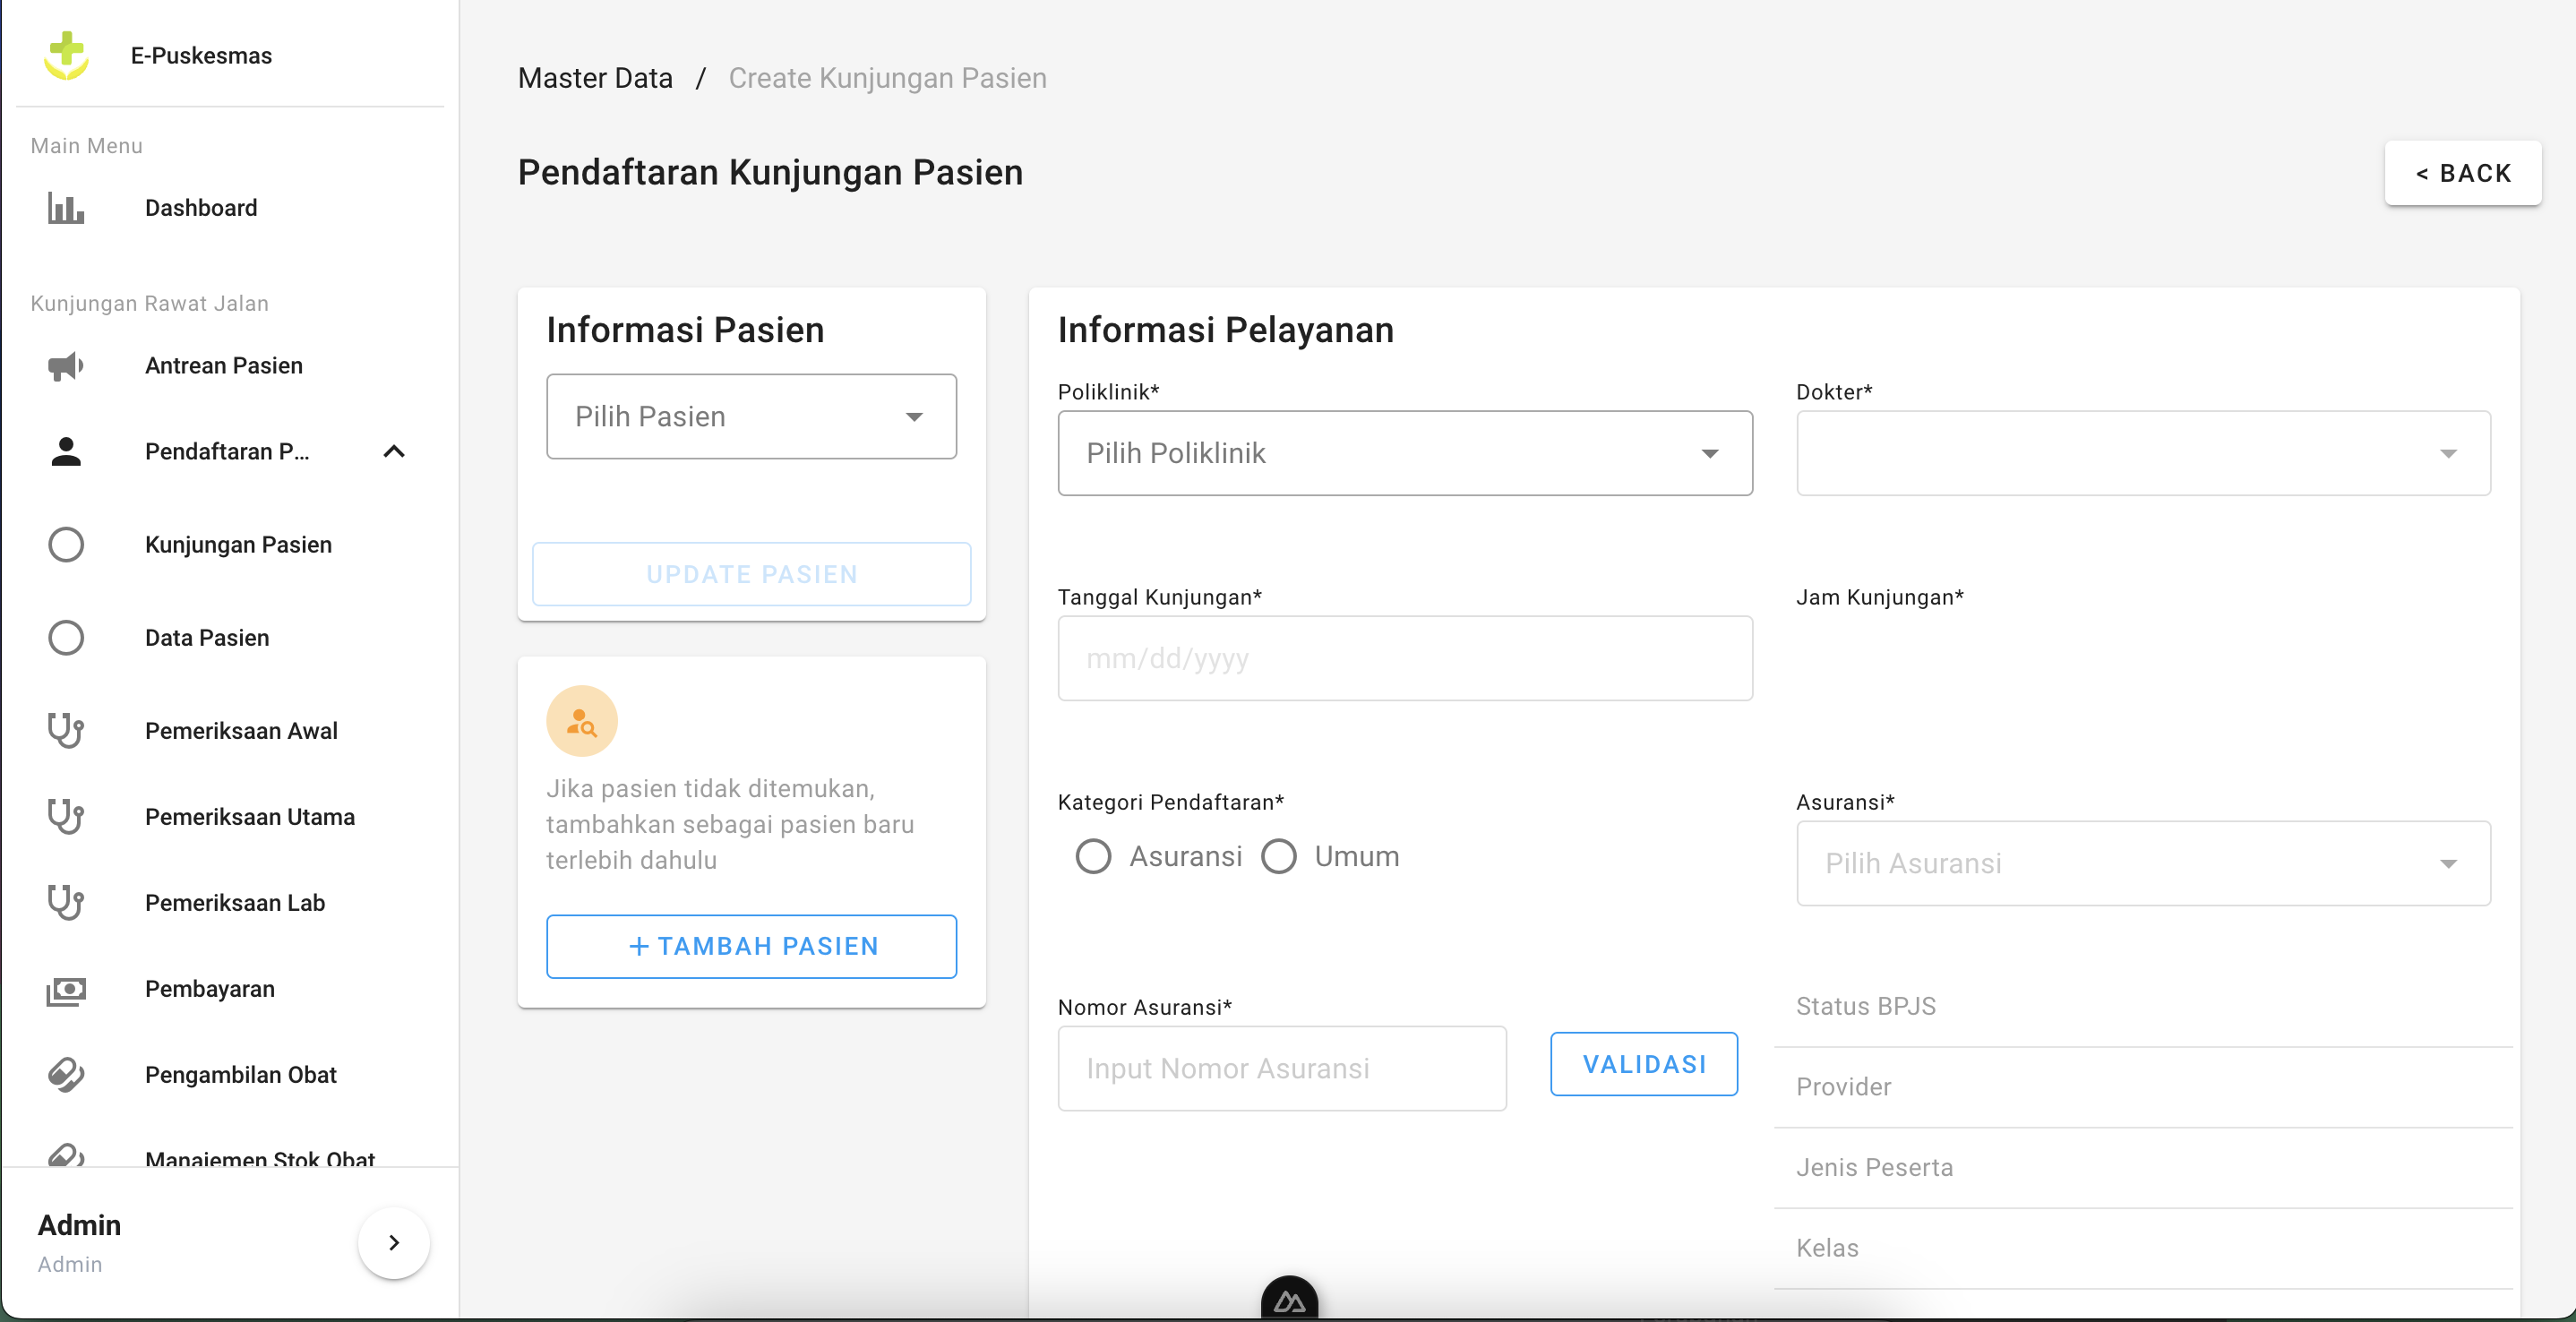 E-Puskesmas
Main Menu
Dashboard
Kunjungan Rawat Jalan
Antrean Pasien
Pendaftaran P...
Kunjungan Pasien
Data Pasien
Pemeriksaan Awal
Pemeriksaan Utama
Pemeriksaan Lab
Pembayaran
Pengambilan Obat
Manajemen Stok Obat
Admin
Admin
Master Data / Create Kunjungan Pasien
Pendaftaran Kunjungan Pasien
< BACK
Informasi Pasien
Pilih Pasien
UPDATE PASIEN
Jika pasien tidak ditemukan,
tambahkan sebagai pasien baru
terlebih dahulu
+ TAMBAH PASIEN
Informasi Pelayanan
Poliklinik*
Pilih Poliklinik
Dokter*
Tanggal Kunjungan*
mm/dd/yyyy
Jam Kunjungan*
Kategori Pendaftaran*
Asuransi
Umum
Asuransi*
Pilih Asuransi
Nomor Asuransi*
Input Nomor Asuransi
VALIDASI
Status BPJS
Provider
Jenis Peserta
Kelas